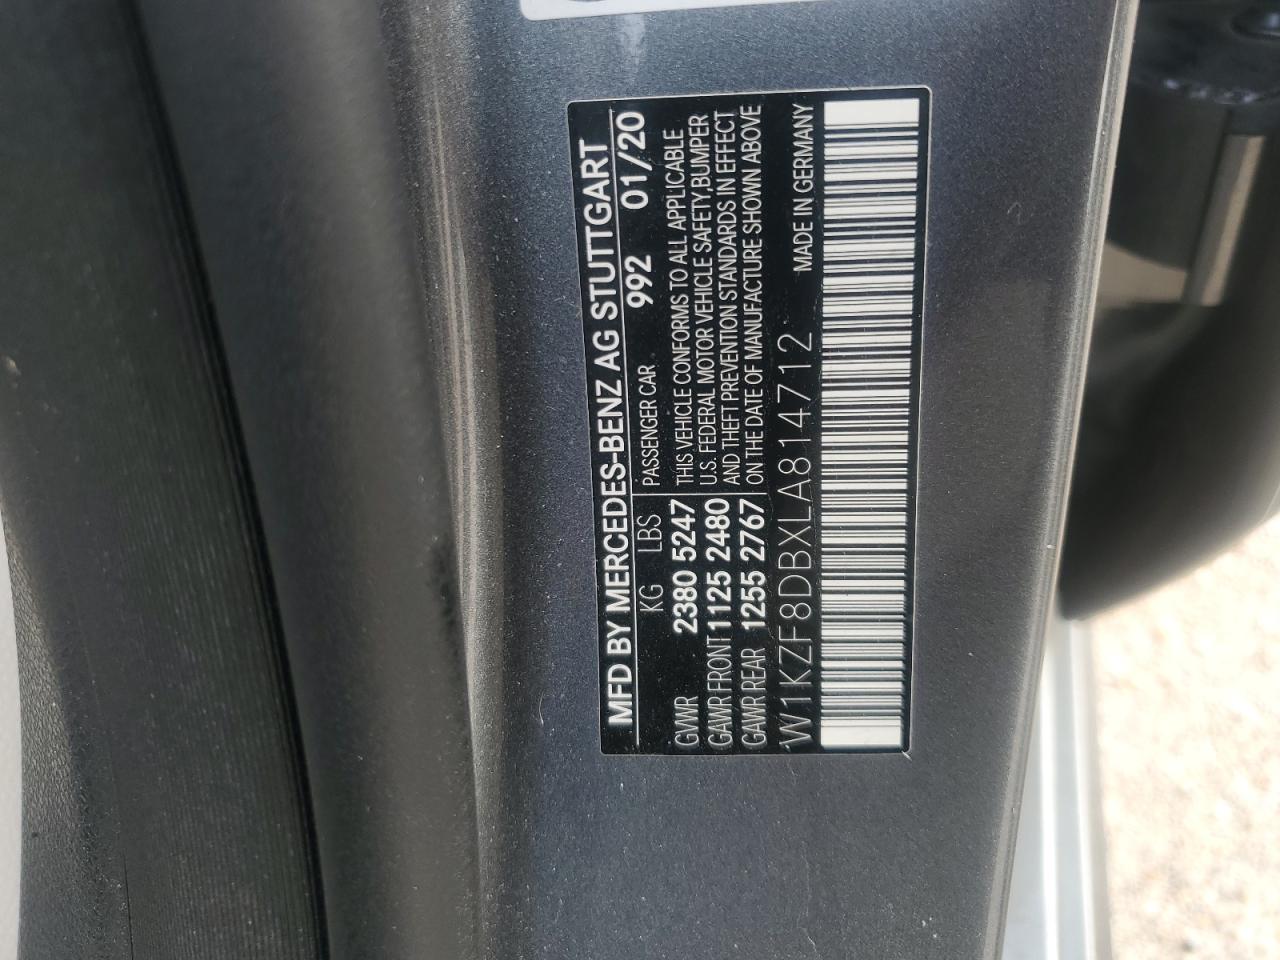 MFD BY MERCEDES-BENZ AG STUTTGART
KG LBS PASSENGER CAR 992 01/20
GVWR 2380 5247 THIS VEHICLE CONFORMS TO ALL APPLICABLE
GAWR FRONT 1125 2480 U.S. FEDERAL MOTOR VEHICLE SAFETY,BUMPER
AND THEFT PREVENTION STANDARDS IN EFFECT
GAWR REAR 1255 2767 ON THE DATE OF MANUFACTURE SHOWN ABOVE
W1KZF8DBXLA814712 MADE IN GERMANY